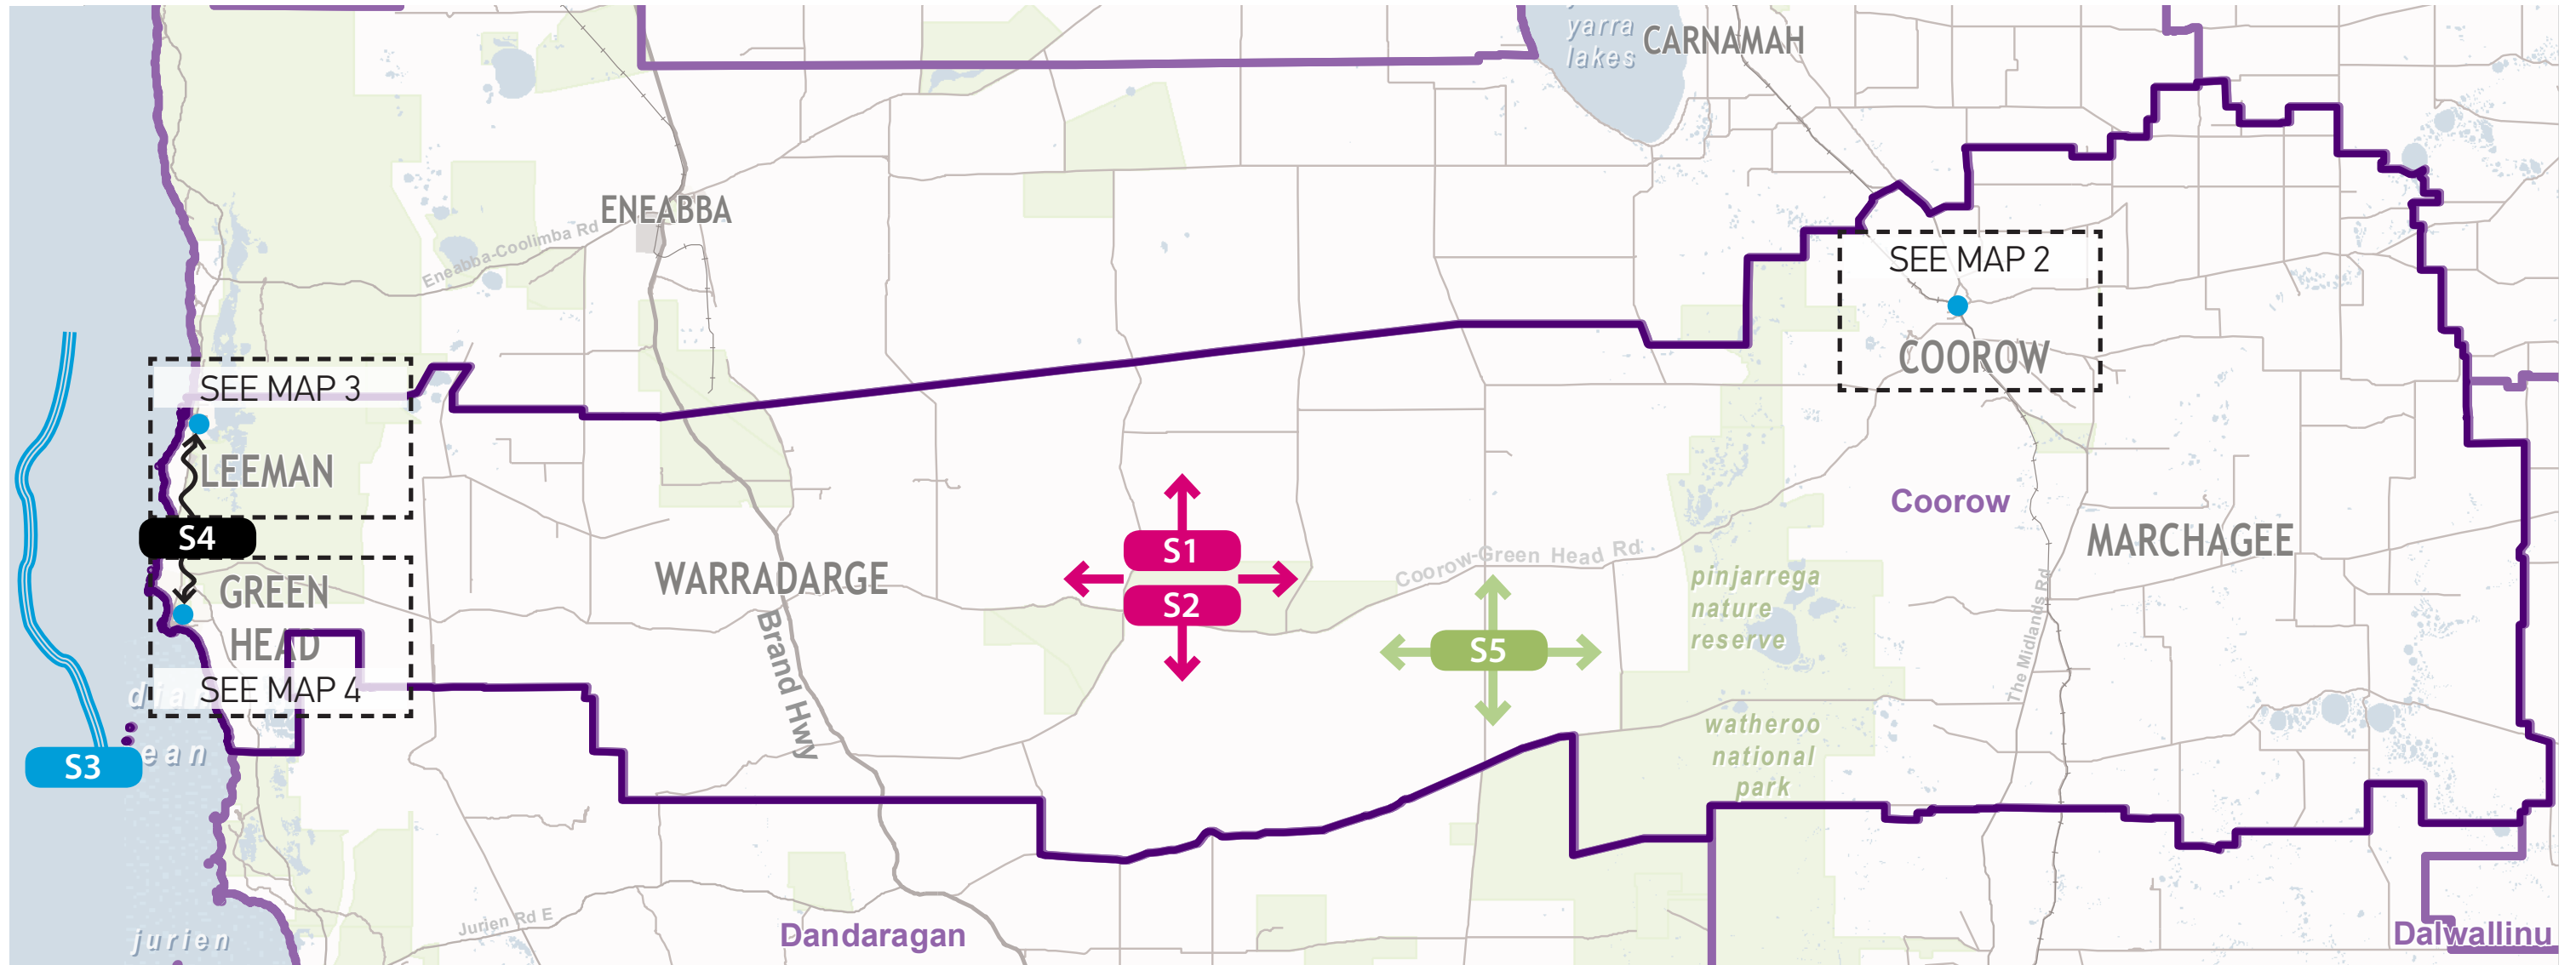 yarra
lakes
CARNAMAH
ENEABBA
Eneabba-Coolimba Rd
SEE MAP 2
COOROW
SEE MAP 3
LEEMAN
S4
GREEN
HEAD
SEE MAP 4
S3
ean
jurien
WARRADARGE
Brand Hwy
S1
S2
Coorow-Green Head Rd
S5
Coorow
MARCHAGEE
pinjarrega
nature
reserve
The Midlands Rd
watheroo
national
park
Jurien Rd E
Dandaragan
Dalwallinu